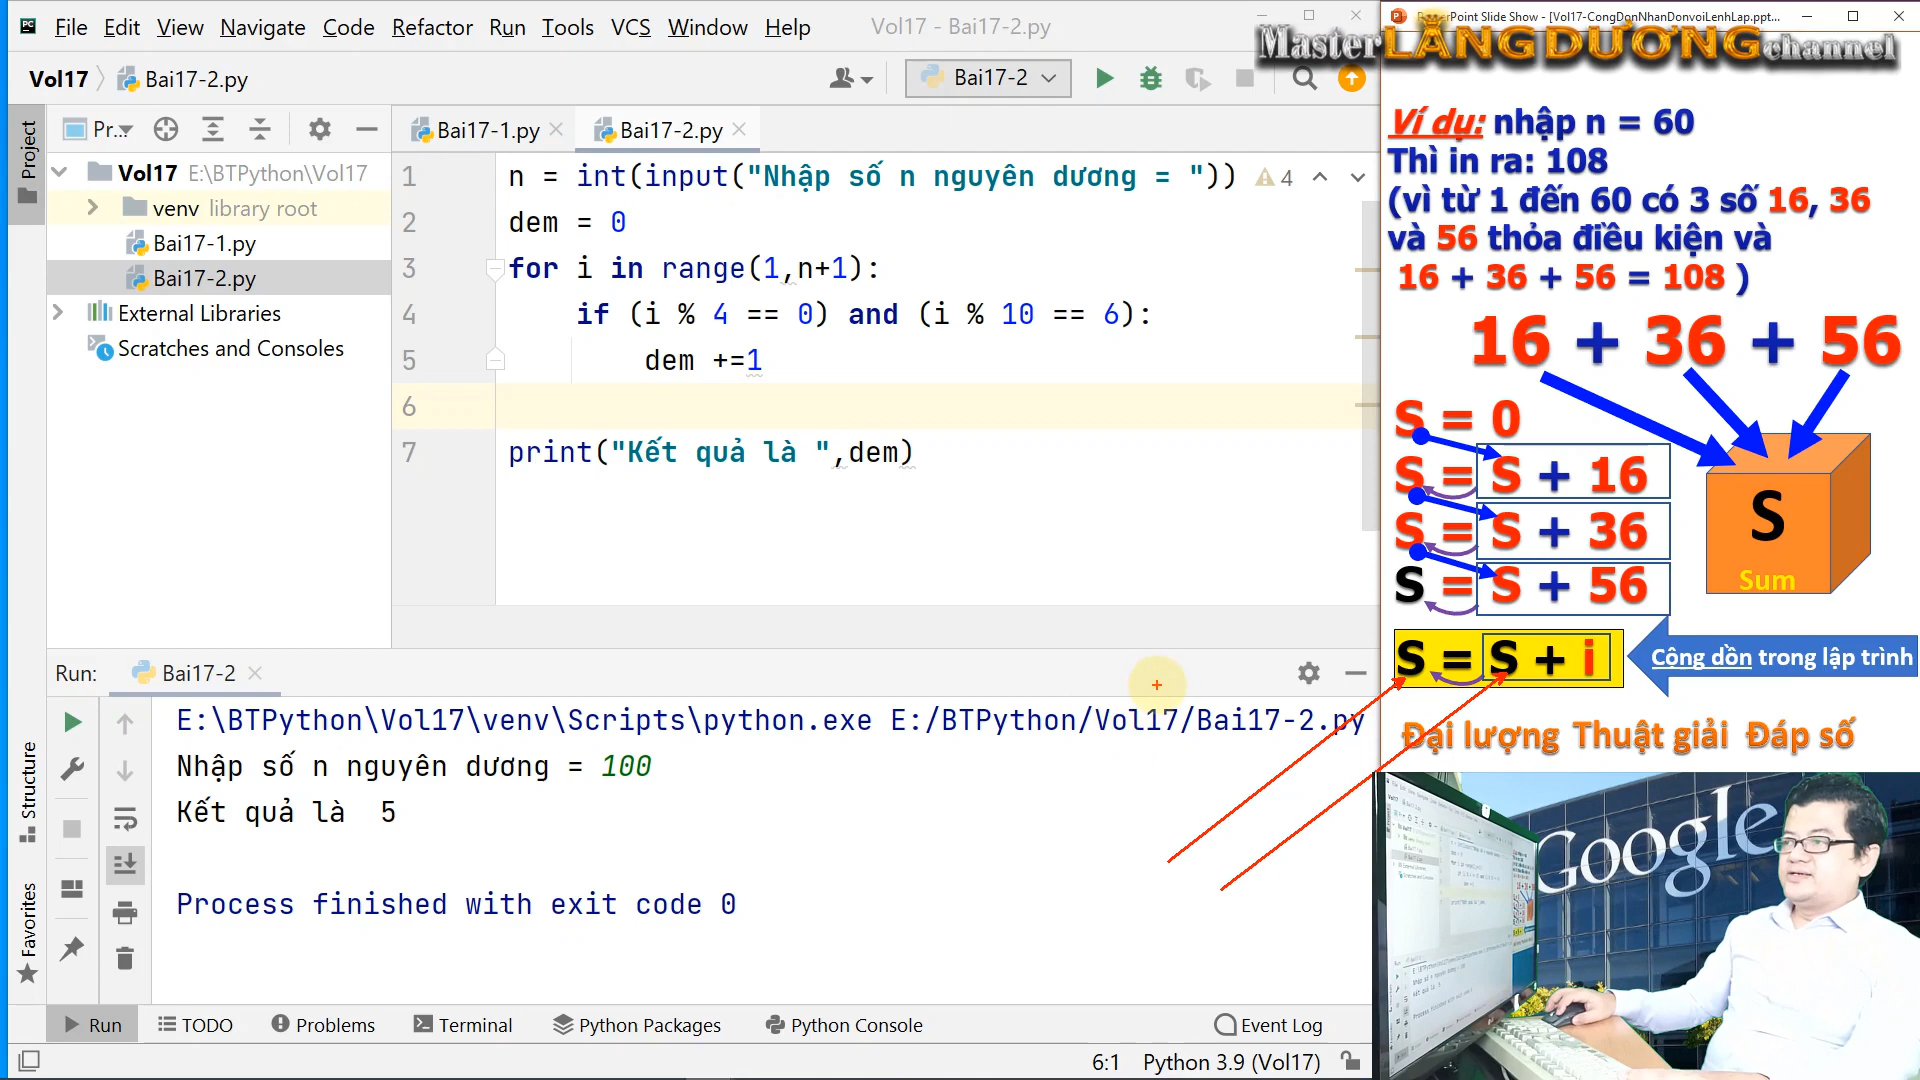 File Edit View Navigate Code Refactor Run Tools VCS Window Help Vol17 - Bai17-2.py
PowerPoint Slide Show - [Vol17-CongDonNhanDonvoiLenhLap.ppt...
Master LĂNG DƯƠNG channel
Vol17 Bai17-2.py
Bai17-2
Project
Pr...
Vol17 E:\BTPython\Vol17
venv library root
Bai17-1.py
Bai17-2.py
External Libraries
Scratches and Consoles
Bai17-1.py Bai17-2.py
1 n = int(input("Nhập số n nguyên dương = "))
4
2 dem = 0
3 for i in range(1,n+1):
4 if (i % 4 == 0) and (i % 10 == 6):
5 dem +=1
6
7 print("Kết quả là ",dem)
Ví dụ: nhập n = 60
Thì in ra: 108
(vì từ 1 đến 60 có 3 số 16, 36
và 56 thỏa điều kiện và
16 + 36 + 56 = 108 )
16 + 36 + 56
S = 0
S = S + 16
S = S + 36
S = S + 56
S
Sum
S = S + i
Cộng dồn trong lập trình
Đại lượng Thuật giải Đáp số
Google
Run: Bai17-2
E:\BTPython\Vol17\venv\Scripts\python.exe E:/BTPython/Vol17/Bai17-2.py
Nhập số n nguyên dương = 100
Kết quả là 5
Process finished with exit code 0
Structure
Favorites
Run TODO Problems Terminal Python Packages Python Console Event Log
6:1 Python 3.9 (Vol17)